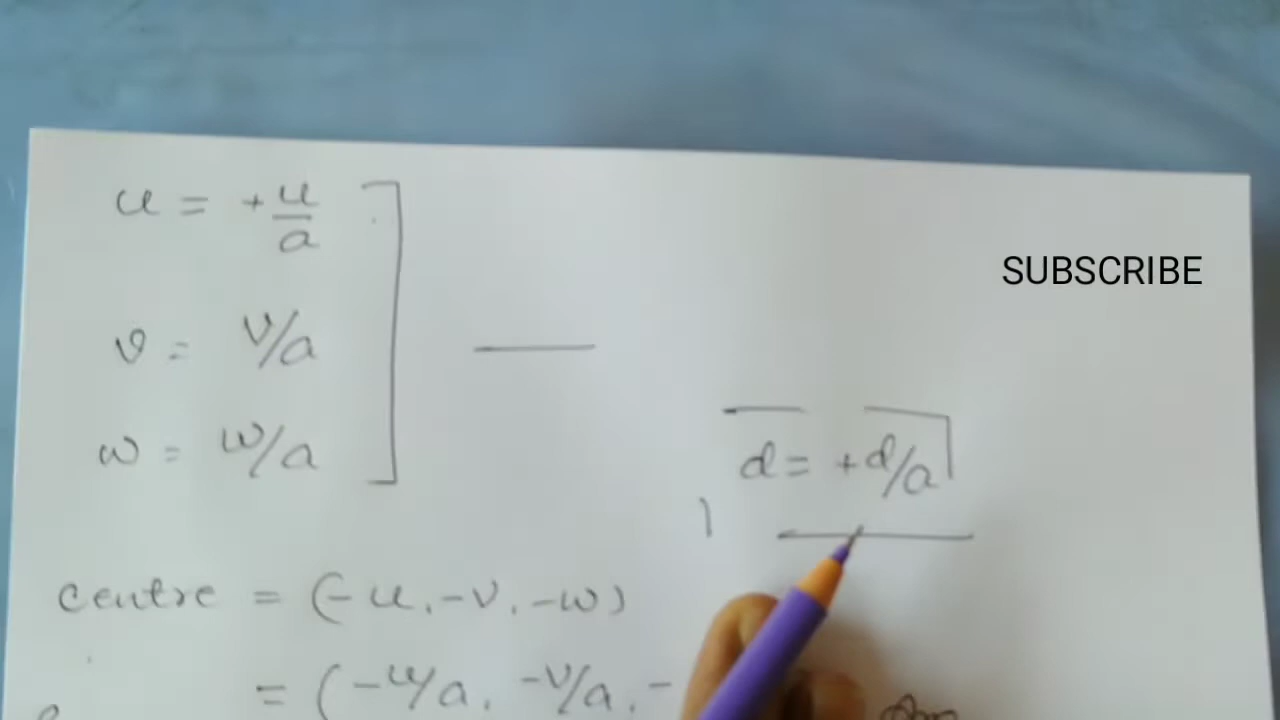 u = + u/a
SUBSCRIBE
v = v/a
w = w/a
d = + d/a
centre = (-u, -v, -w)
= (-u/a, -v/a, -